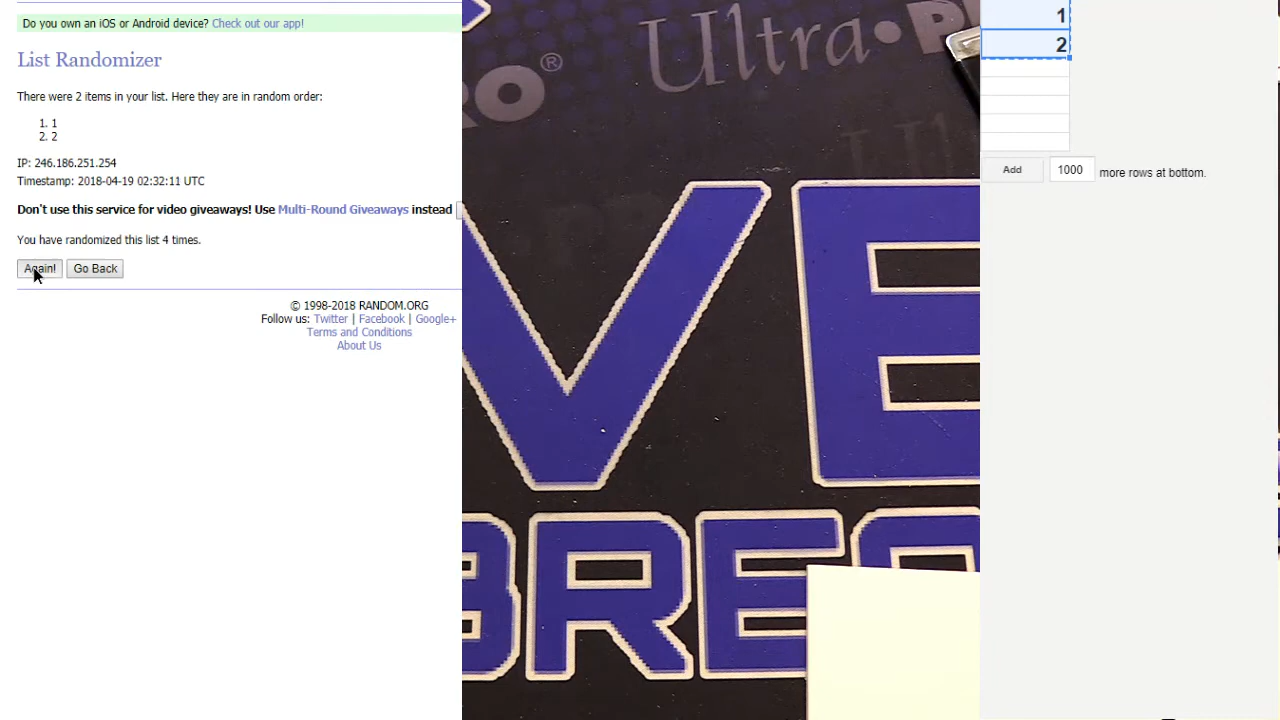 Do you own an iOS or Android device? Check out our app!
List Randomizer
There were 2 items in your list. Here they are in random order:
1. 1
2. 2
IP: 246.186.251.254
Timestamp: 2018-04-19 02:32:11 UTC
Don't use this service for video giveaways! Use Multi-Round Giveaways instead
You have randomized this list 4 times.
Again! Go Back
© 1998-2018 RANDOM.ORG
Follow us: Twitter | Facebook | Google+
Terms and Conditions
About Us
RO®
Ultra•P
VE
BRE
1
2
Add 1000 more rows at bottom.